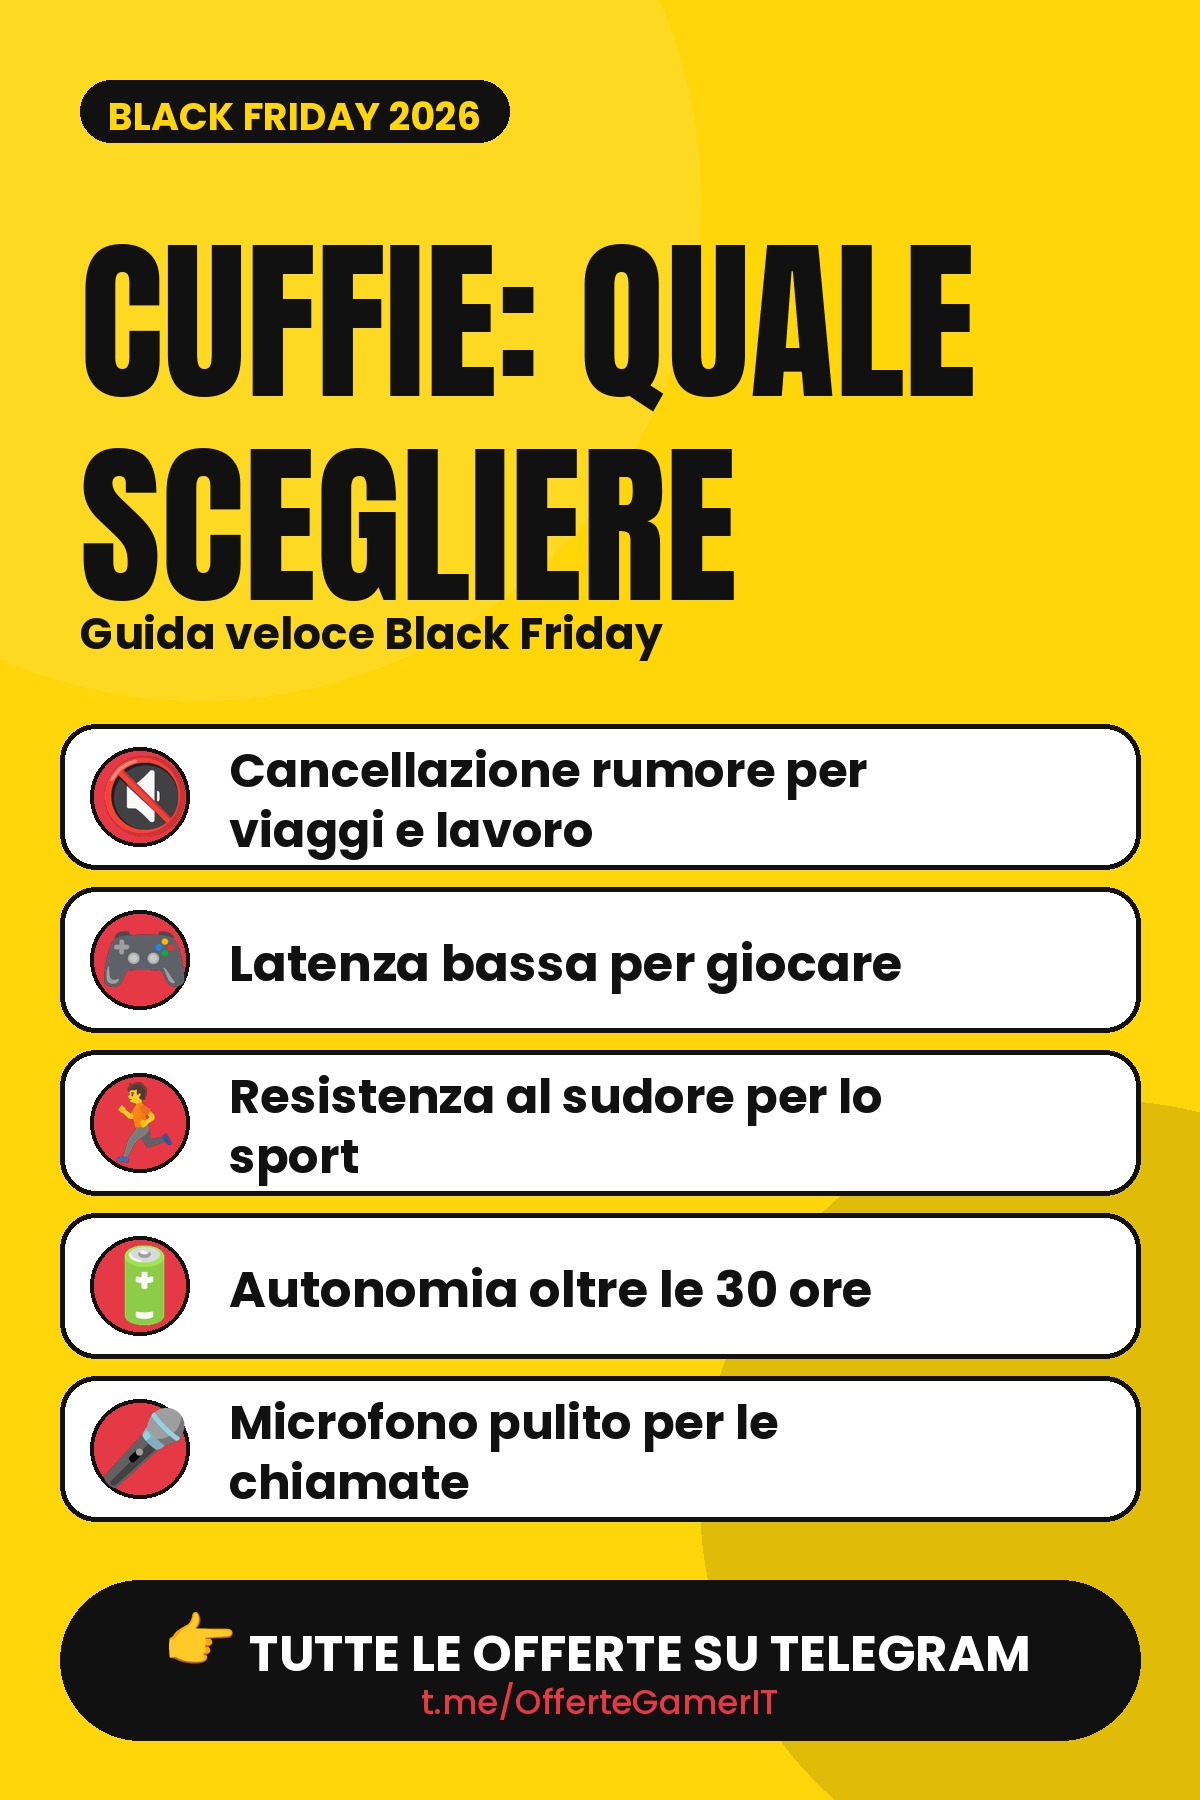 BLACK FRIDAY 2026
CUFFIE: QUALE
SCEGLIERE
Guida veloce Black Friday
Cancellazione rumore per
viaggi e lavoro
Latenza bassa per giocare
Resistenza al sudore per lo
sport
Autonomia oltre le 30 ore
Microfono pulito per le
chiamate
👉 TUTTE LE OFFERTE SU TELEGRAM
t.me/OfferteGamerIT